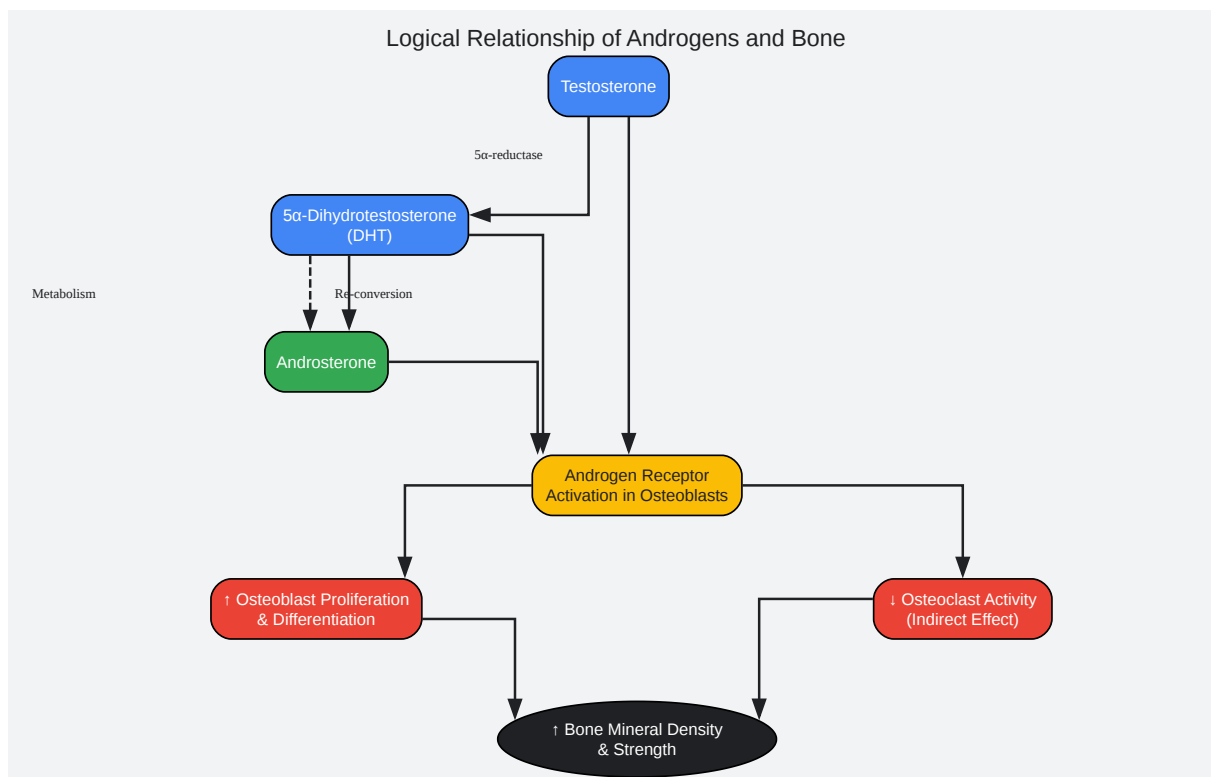 Logical Relationship of Androgens and Bone
Testosterone
5α-reductase
5α-Dihydrotestosterone
(DHT)
Metabolism
Re-conversion
Androsterone
Androgen Receptor
Activation in Osteoblasts
↑ Osteoblast Proliferation
& Differentiation
↓ Osteoclast Activity
(Indirect Effect)
↑ Bone Mineral Density
& Strength